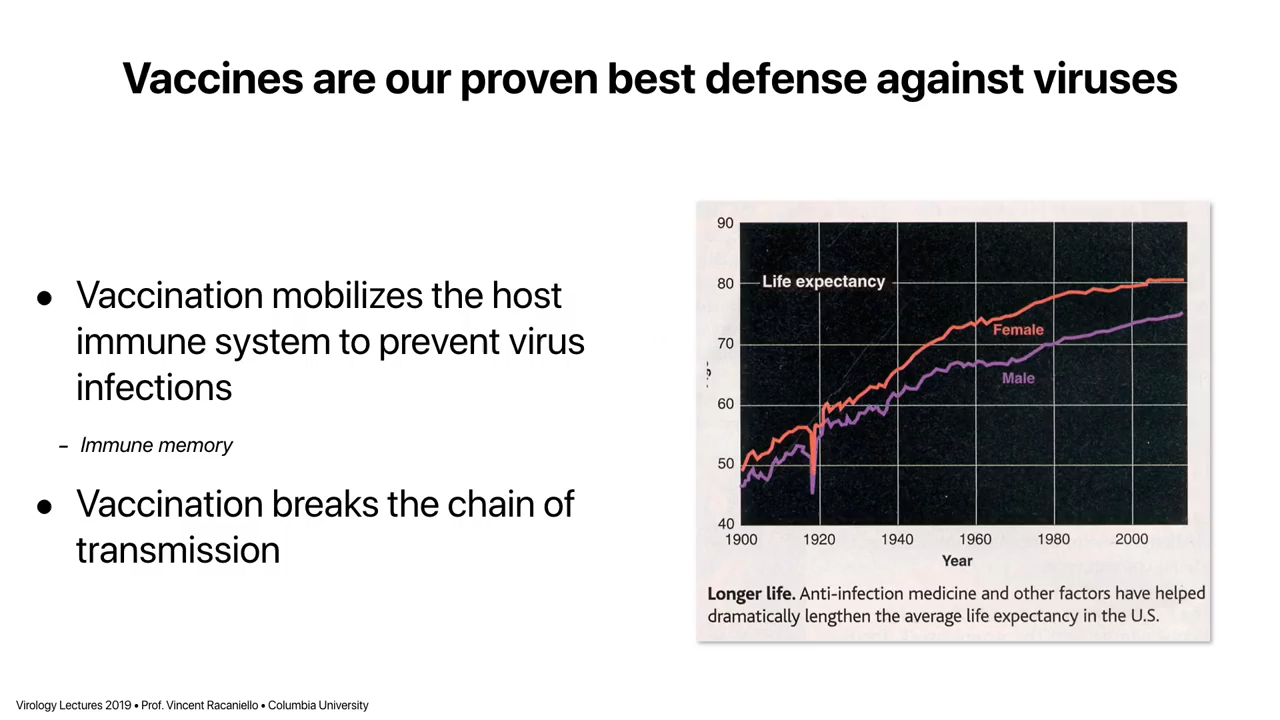 Vaccines are our proven best defense against viruses
● Vaccination mobilizes the host
immune system to prevent virus
infections
– Immune memory
● Vaccination breaks the chain of
transmission
90
80
70
60
50
40
Life expectancy
Female
Male
1900 1920 1940 1960 1980 2000
Year
Longer life. Anti-infection medicine and other factors have helped
dramatically lengthen the average life expectancy in the U.S.
Virology Lectures 2019 • Prof. Vincent Racaniello • Columbia University